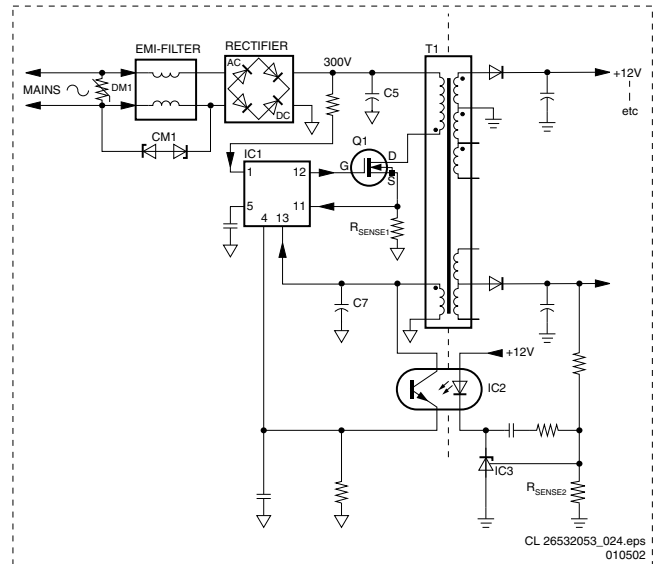 EMI-FILTER
RECTIFIER
T1
AC
300V
+12V
MAINS
DM1
C5
etc
DC
CM1
Q1
IC1
D
G
S
1
12
5
11
4 13
RSENSE1
C7
+12V
IC2
IC3
RSENSE2
CL 26532053_024.eps
010502